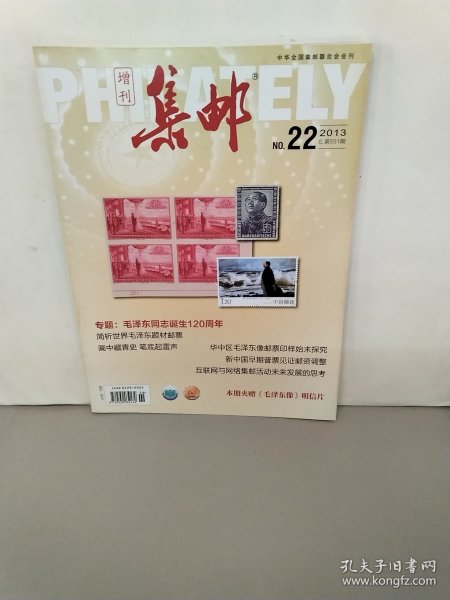 中华全国集邮联合会会刊
PHILATELY
增刊
集邮®
NO.22
2013
总第551期
120
中国邮政
专题：毛泽东同志诞生120周年
简析世界毛泽东题材邮票
画中藏青史 笔底起雷声
华中区毛泽东像邮票印样始末探究
新中国早期普票见证邮资调整
互联网与网络集邮活动未来发展的思考
本期夹赠《毛泽东像》明信片
孔夫子旧书网
www.kongfz.com